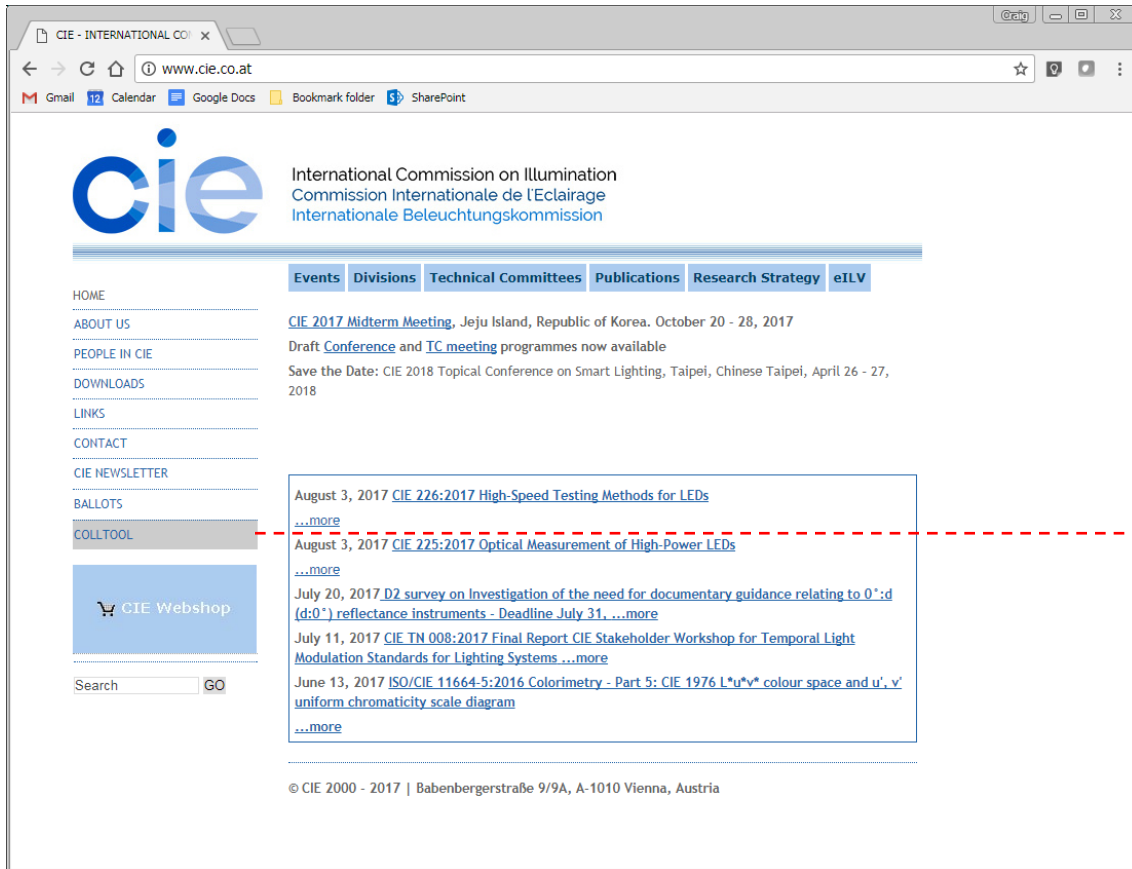 Craig
CIE - INTERNATIONAL CO
www.cie.co.at
Gmail 12 Calendar Google Docs Bookmark folder S SharePoint
cie
International Commission on Illumination
Commission Internationale de l'Eclairage
Internationale Beleuchtungskommission
Events Divisions Technical Committees Publications Research Strategy eILV
HOME
ABOUT US
PEOPLE IN CIE
DOWNLOADS
LINKS
CONTACT
CIE NEWSLETTER
BALLOTS
COLLTOOL
CIE Webshop
Search GO
CIE 2017 Midterm Meeting, Jeju Island, Republic of Korea. October 20 - 28, 2017
Draft Conference and TC meeting programmes now available
Save the Date: CIE 2018 Topical Conference on Smart Lighting, Taipei, Chinese Taipei, April 26 - 27,
2018
August 3, 2017 CIE 226:2017 High-Speed Testing Methods for LEDs
...more
August 3, 2017 CIE 225:2017 Optical Measurement of High-Power LEDs
...more
July 20, 2017 D2 survey on Investigation of the need for documentary guidance relating to 0°:d
(d:0°) reflectance instruments - Deadline July 31, ...more
July 11, 2017 CIE TN 008:2017 Final Report CIE Stakeholder Workshop for Temporal Light
Modulation Standards for Lighting Systems ...more
June 13, 2017 ISO/CIE 11664-5:2016 Colorimetry - Part 5: CIE 1976 L*u*v* colour space and u', v'
uniform chromaticity scale diagram
...more
© CIE 2000 - 2017 | Babenbergerstraße 9/9A, A-1010 Vienna, Austria